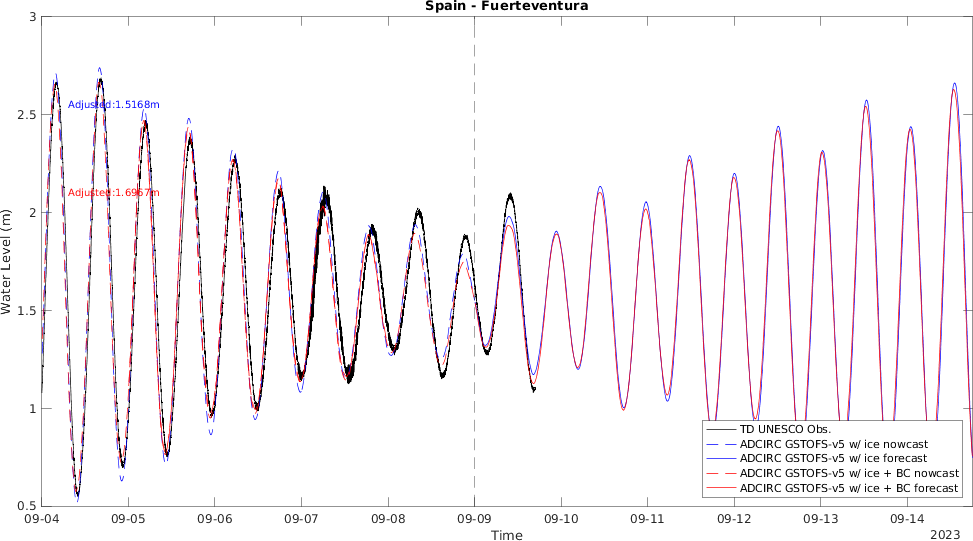 Spain - Fuerteventura
3
2.5
2
1.5
1
0.5
Water Level (m)
Adjusted:1.5168m
Adjusted:1.6967m
TD UNESCO Obs.
ADCIRC GSTOFS-v5 w/ ice nowcast
ADCIRC GSTOFS-v5 w/ ice forecast
ADCIRC GSTOFS-v5 w/ ice + BC nowcast
ADCIRC GSTOFS-v5 w/ ice + BC forecast
09-04 09-05 09-06 09-07 09-08 09-09 09-10 09-11 09-12 09-13 09-14
Time
2023